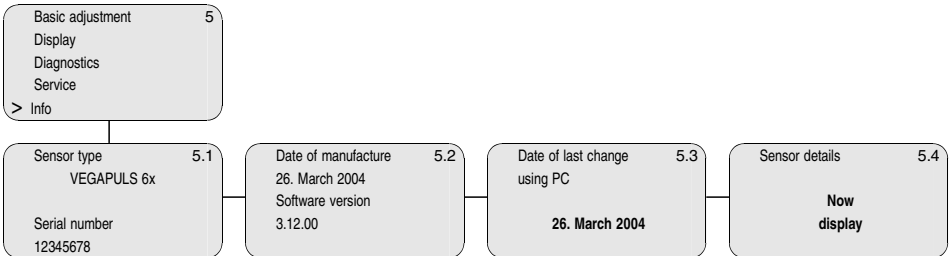 Basic adjustment 5
Display
Diagnostics
Service
> Info
Sensor type 5.1
VEGAPULS 6x
Serial number
12345678
Date of manufacture 5.2
26. March 2004
Software version
3.12.00
Date of last change 5.3
using PC
26. March 2004
Sensor details 5.4
Now
display